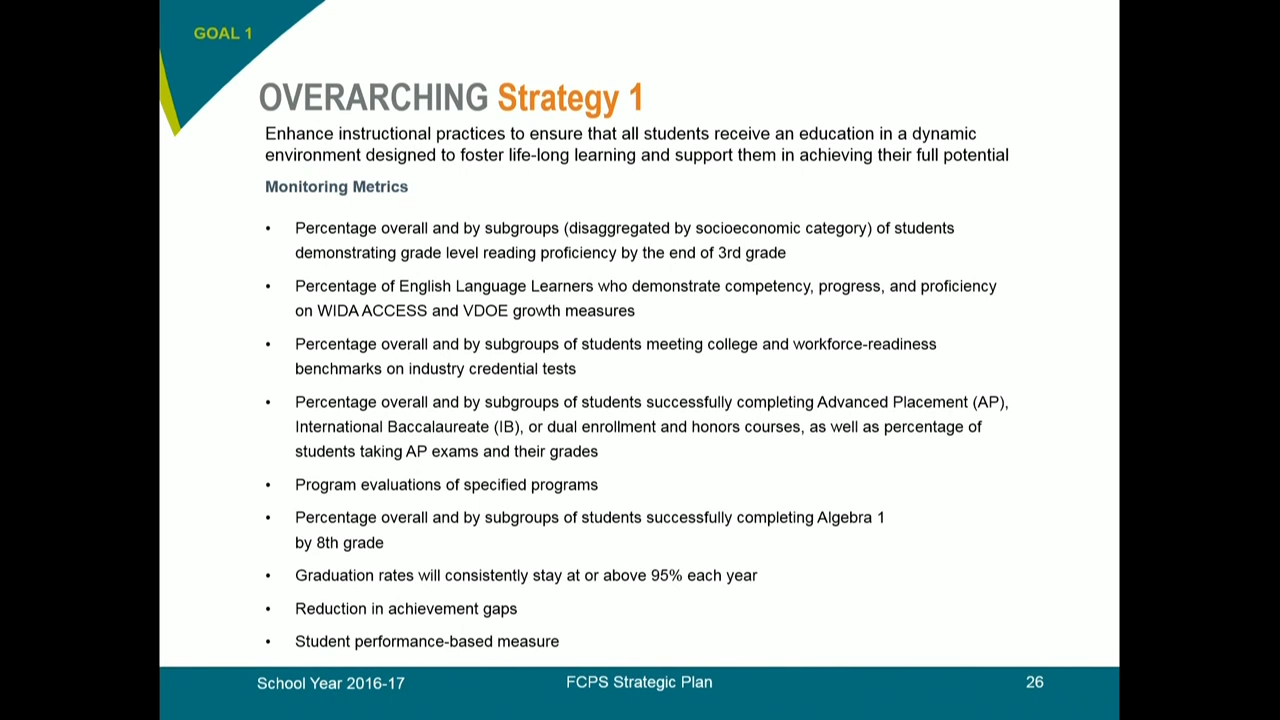 GOAL 1
OVERARCHING Strategy 1
Enhance instructional practices to ensure that all students receive an education in a dynamic
environment designed to foster life-long learning and support them in achieving their full potential
Monitoring Metrics
• Percentage overall and by subgroups (disaggregated by socioeconomic category) of students
demonstrating grade level reading proficiency by the end of 3rd grade
• Percentage of English Language Learners who demonstrate competency, progress, and proficiency
on WIDA ACCESS and VDOE growth measures
• Percentage overall and by subgroups of students meeting college and workforce-readiness
benchmarks on industry credential tests
• Percentage overall and by subgroups of students successfully completing Advanced Placement (AP),
International Baccalaureate (IB), or dual enrollment and honors courses, as well as percentage of
students taking AP exams and their grades
• Program evaluations of specified programs
• Percentage overall and by subgroups of students successfully completing Algebra 1
by 8th grade
• Graduation rates will consistently stay at or above 95% each year
• Reduction in achievement gaps
• Student performance-based measure
School Year 2016-17 FCPS Strategic Plan 26